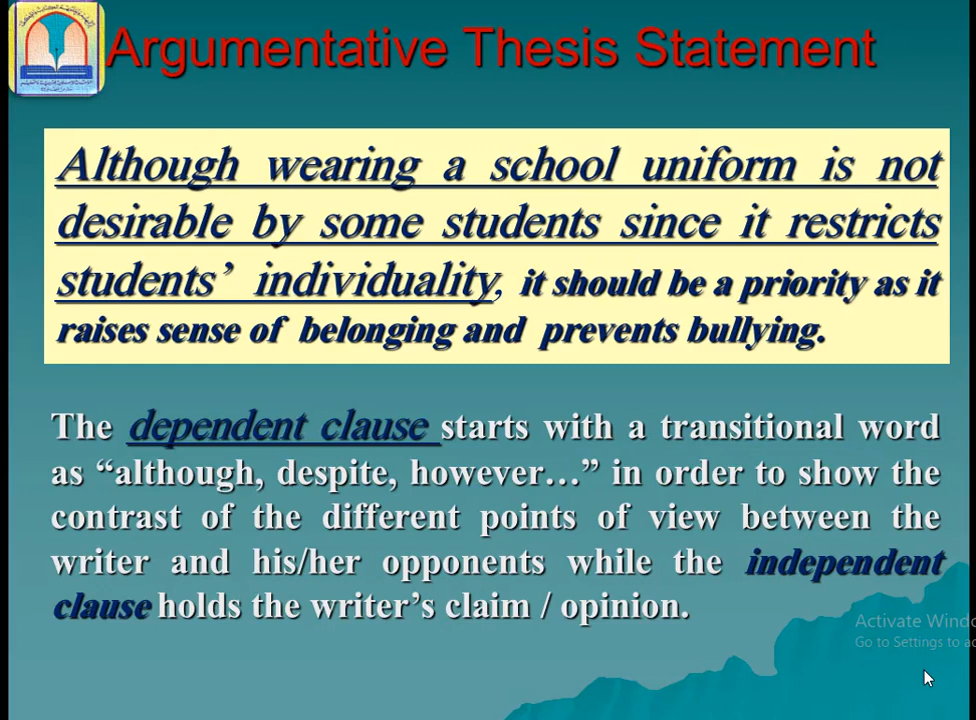 Argumentative Thesis Statement
Although wearing a school uniform is not
desirable by some students since it restricts
students’ individuality, it should be a priority as it
raises sense of belonging and prevents bullying.
The dependent clause starts with a transitional word
as “although, despite, however…” in order to show the
contrast of the different points of view between the
writer and his/her opponents while the independent
clause holds the writer’s claim / opinion.
Activate Windo
Go to Settings to ac